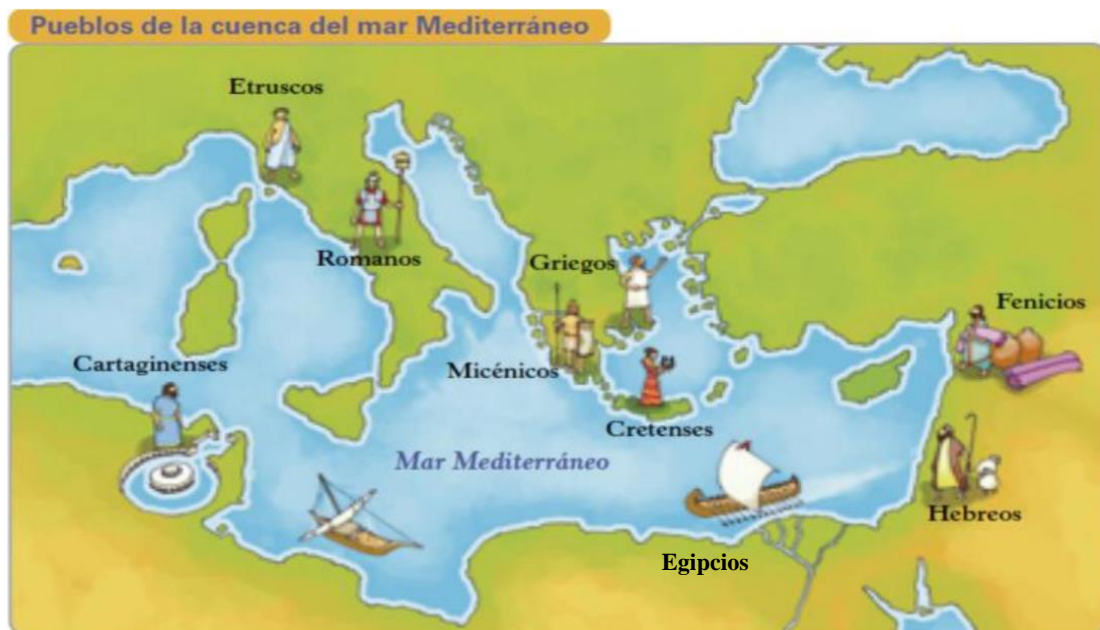 Pueblos de la cuenca del mar Mediterráneo
Etruscos
Romanos
Griegos
Fenicios
Cartaginenses
Micénicos
Cretenses
Mar Mediterráneo
Hebreos
Egipcios